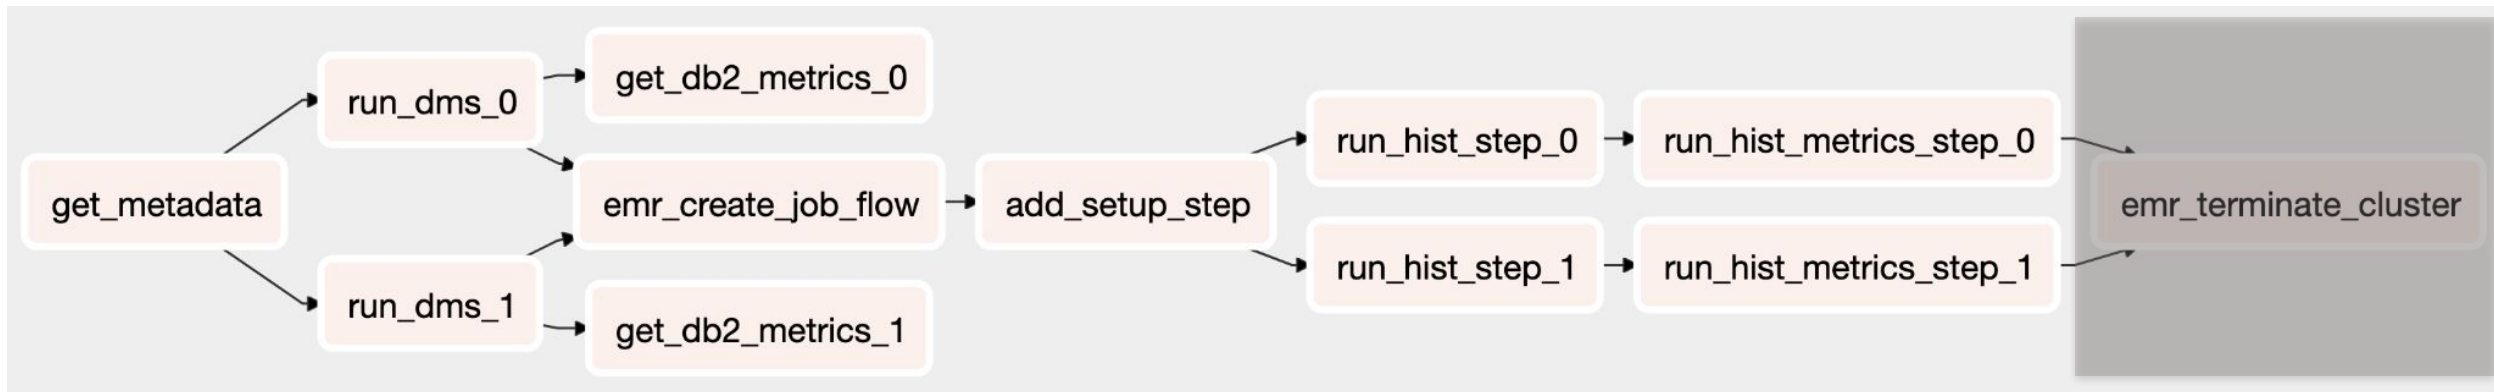 get_metadata
run_dms_0
run_dms_1
get_db2_metrics_0
emr_create_job_flow
get_db2_metrics_1
add_setup_step
run_hist_step_0
run_hist_step_1
run_hist_metrics_step_0
run_hist_metrics_step_1
emr_terminate_cluster